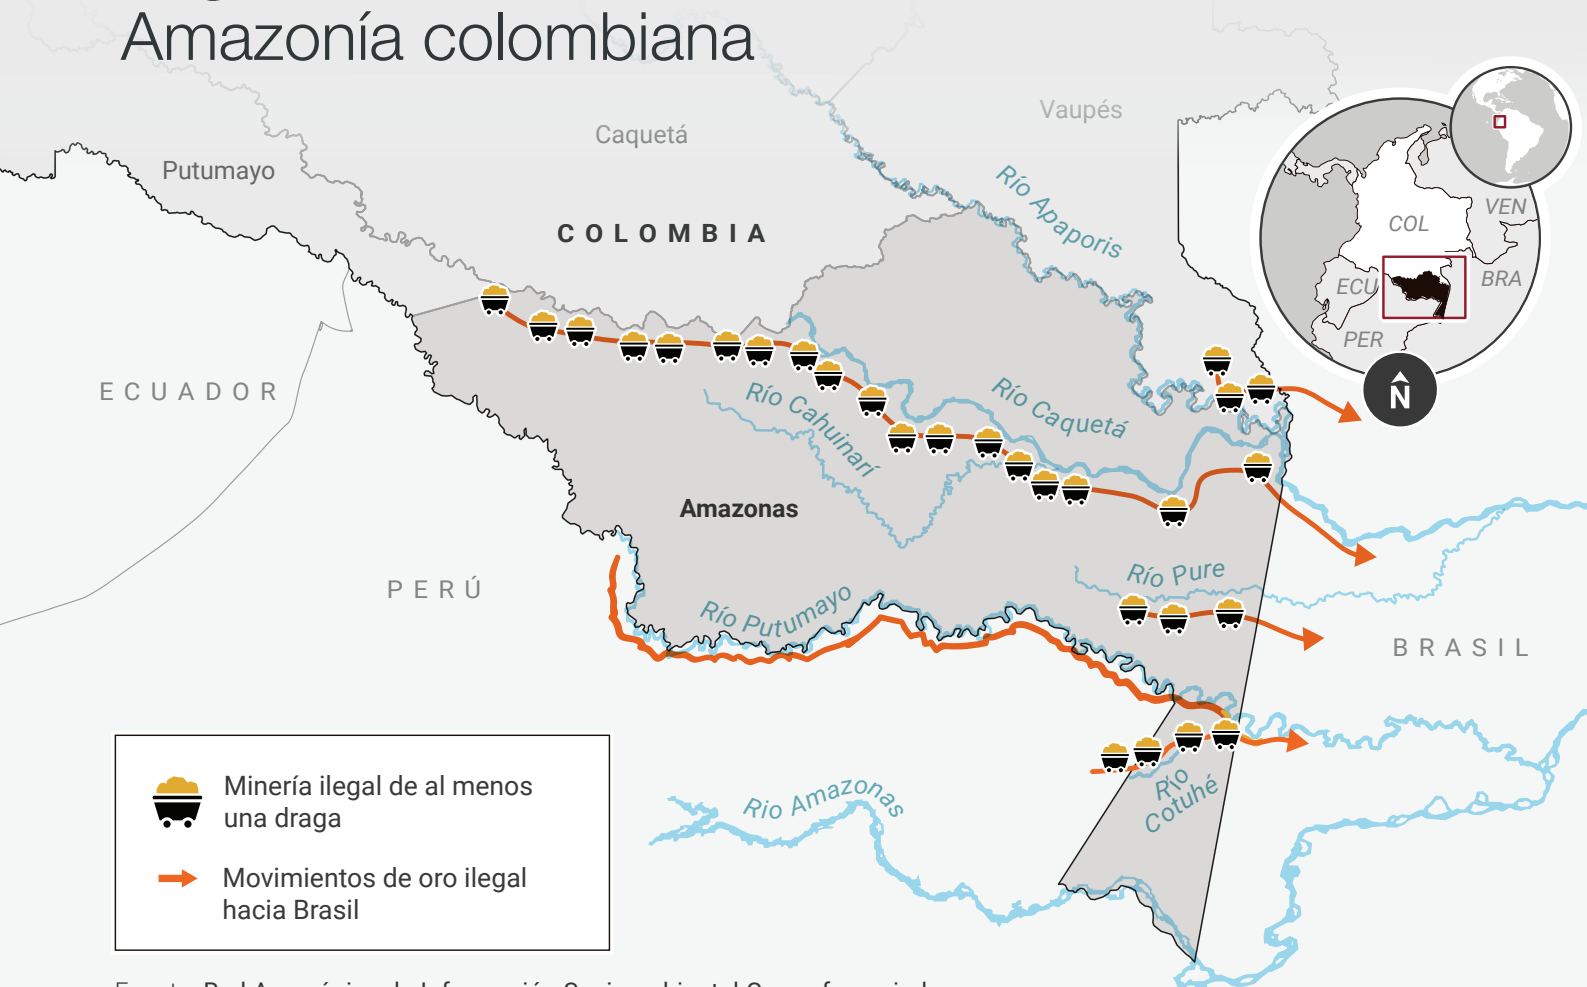 Amazonía colombiana
Vaupés
Caquetá
Putumayo
Río Apaporis
COLOMBIA
VEN
COL
BRA
ECU
PER
N
ECUADOR
Río Cahuinarí
Río Caquetá
Amazonas
PERÚ
Río Pure
Río Putumayo
BRASIL
Río
Cotuhé
Rio Amazonas
Minería ilegal de al menos
una draga
Movimientos de oro ilegal
hacia Brasil